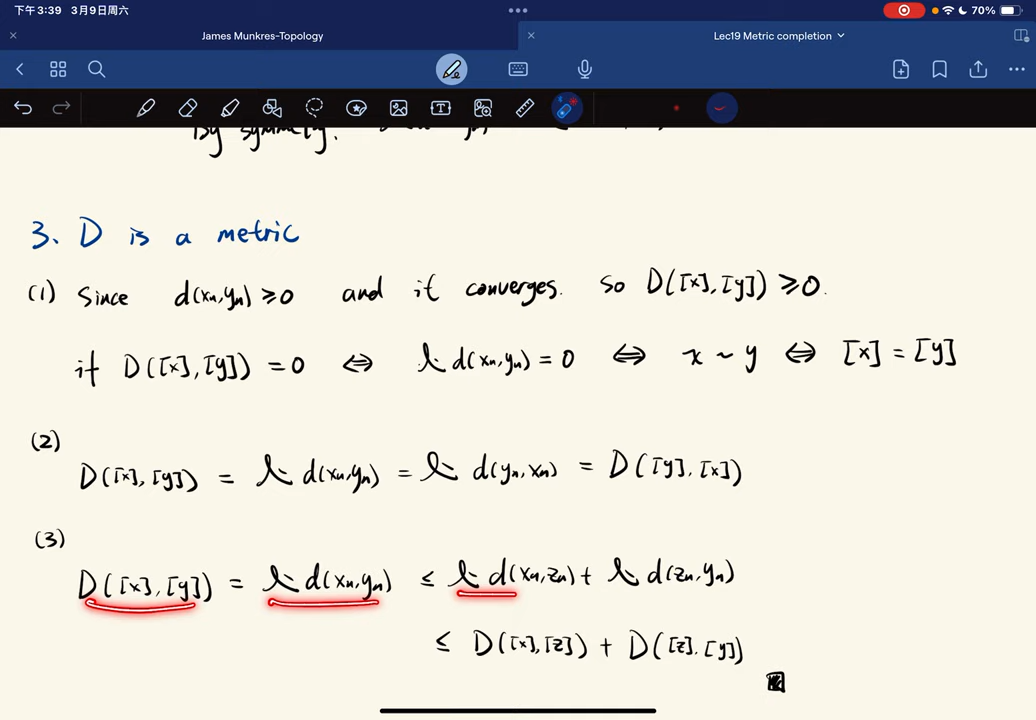 下午3:39 3月9日周六
70%
James Munkres-Topology
Lec19 Metric completion
By symmetry.
3. D is a metric
(1) Since d(xₙ,yₙ) ≥ 0 and it converges. so D([x],[y]) ≥ 0.
if D([x],[y]) = 0 ⇔ lim d(xₙ,yₙ) = 0 ⇔ x ~ y ⇔ [x] = [y]
(2)
D([x],[y]) = lim d(xₙ,yₙ) = lim d(yₙ,xₙ) = D([y],[x])
(3)
D([x],[y]) = lim d(xₙ,yₙ) ≤ lim d(xₙ,zₙ) + lim d(zₙ,yₙ)
≤ D([x],[z]) + D([z],[y])